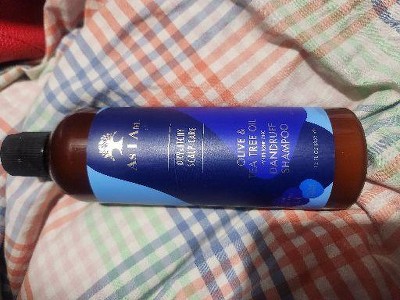 As I Am
DRY & ITCHY
SCALP CARE
OLIVE &
TEA TREE OIL
DANDRUFF
SHAMPOO